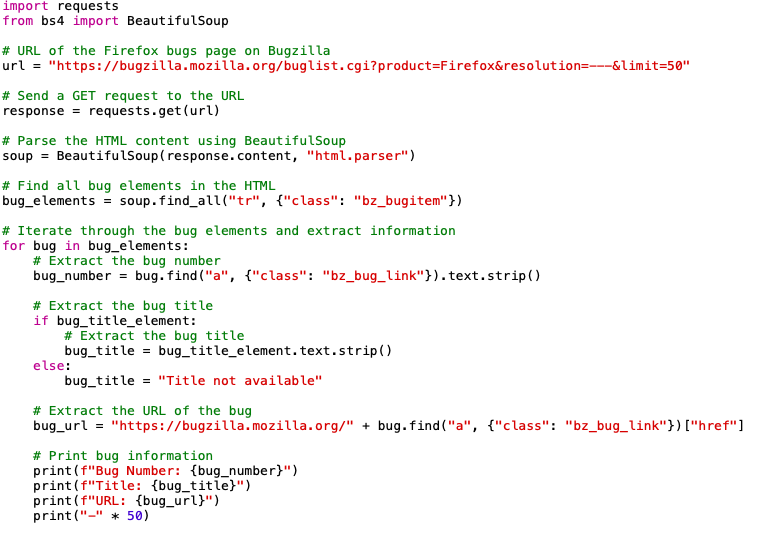 import requests
from bs4 import BeautifulSoup

# URL of the Firefox bugs page on Bugzilla
url = "https://bugzilla.mozilla.org/buglist.cgi?product=Firefox&resolution=---&limit=50"

# Send a GET request to the URL
response = requests.get(url)

# Parse the HTML content using BeautifulSoup
soup = BeautifulSoup(response.content, "html.parser")

# Find all bug elements in the HTML
bug_elements = soup.find_all("tr", {"class": "bz_bugitem"})

# Iterate through the bug elements and extract information
for bug in bug_elements:
    # Extract the bug number
    bug_number = bug.find("a", {"class": "bz_bug_link"}).text.strip()

    # Extract the bug title
    if bug_title_element:
        # Extract the bug title
        bug_title = bug_title_element.text.strip()
    else:
        bug_title = "Title not available"

    # Extract the URL of the bug
    bug_url = "https://bugzilla.mozilla.org/" + bug.find("a", {"class": "bz_bug_link"})["href"]

    # Print bug information
    print(f"Bug Number: {bug_number}")
    print(f"Title: {bug_title}")
    print(f"URL: {bug_url}")
    print("-" * 50)